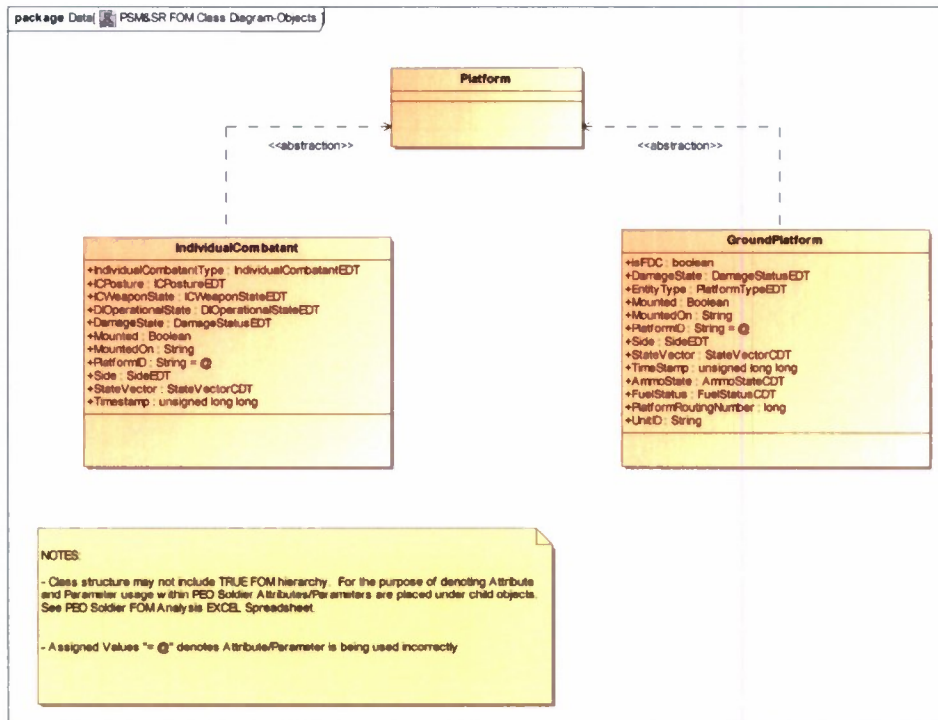 package Data[ PSM&SR FOM Class Diagram-Objects ]
Platform
<<abstraction>>
<<abstraction>>
IndividualCombatant
+IndividualCombatantType : IndividualCombatantEDT
+ICPosture : ICPostureEDT
+ICWeaponState : ICWeaponStateEDT
+DIOperationalState : DIOperationalStateEDT
+DamageState : DamageStatusEDT
+Mounted : Boolean
+MountedOn : String
+PlatformID : String = @
+Side : SideEDT
+StateVector : StateVectorCDT
+Timestamp : unsigned long long
GroundPlatform
+isFDC : boolean
+DamageState : DamageStatusEDT
+EntityType : PlatformTypeEDT
+Mounted : Boolean
+MountedOn : String
+PlatformID : String = @
+Side : SideEDT
+StateVector : StateVectorCDT
+TimeStamp : unsigned long long
+AmmoState : AmmoStateCDT
+FuelStatus : FuelStatusCDT
+PlatformRoutingNumber : long
+UnitID : String
NOTES:
- Class structure may not include TRUE FOM hierarchy. For the purpose of denoting Attribute
and Parameter usage within PEO Soldier Attributes/Parameters are placed under child objects.
See PEO Soldier FOM Analysis EXCEL Spreadsheet.
- Assigned Values "= @" denotes Attribute/Parameter is being used incorrectly